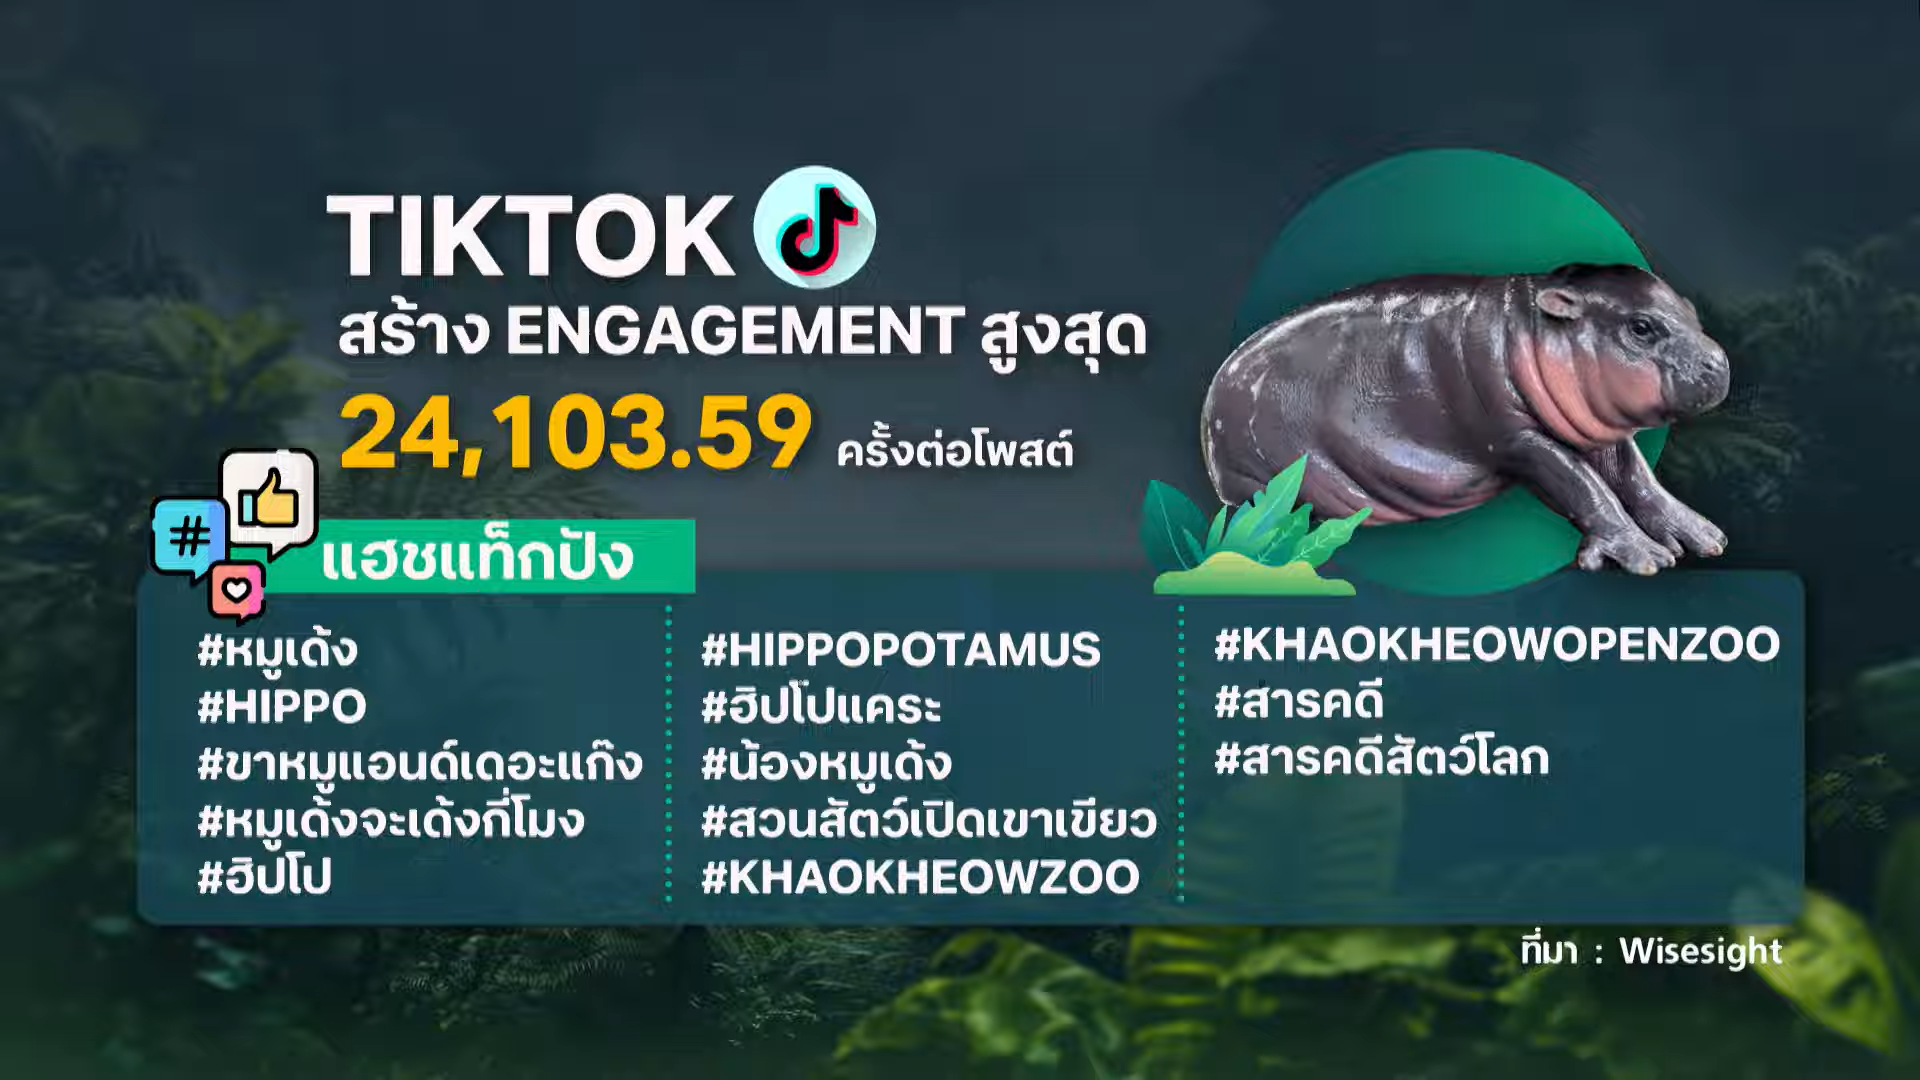 TIKTOK
สร้าง ENGAGEMENT สูงสุด
24,103.59 ครั้งต่อโพสต์
แฮชแท็กปัง
#หมูเด้ง
#HIPPO
#ขาหมูแอนด์เดอะแก๊ง
#หมูเด้งจะเด้งกี่โมง
#ฮิปโป
#HIPPOPOTAMUS
#ฮิปโปแคระ
#น้องหมูเด้ง
#สวนสัตว์เปิดเขาเขียว
#KHAOKHEOWZOO
#KHAOKHEOWOPENZOO
#สารคดี
#สารคดีสัตว์โลก
ที่มา : Wisesight